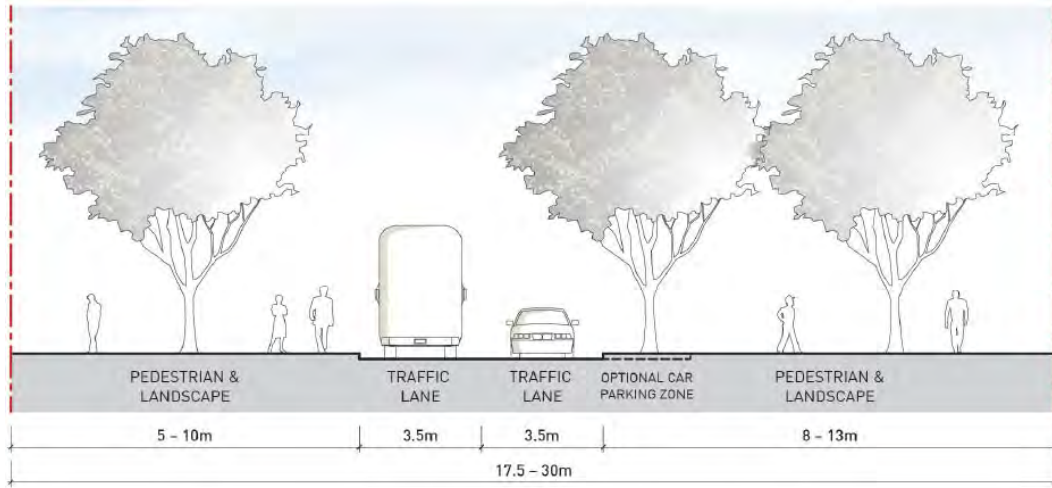 PEDESTRIAN &
LANDSCAPE
TRAFFIC
LANE
TRAFFIC
LANE
OPTIONAL CAR
PARKING ZONE
PEDESTRIAN &
LANDSCAPE
5 – 10m
3.5m
3.5m
8 – 13m
17.5 – 30m